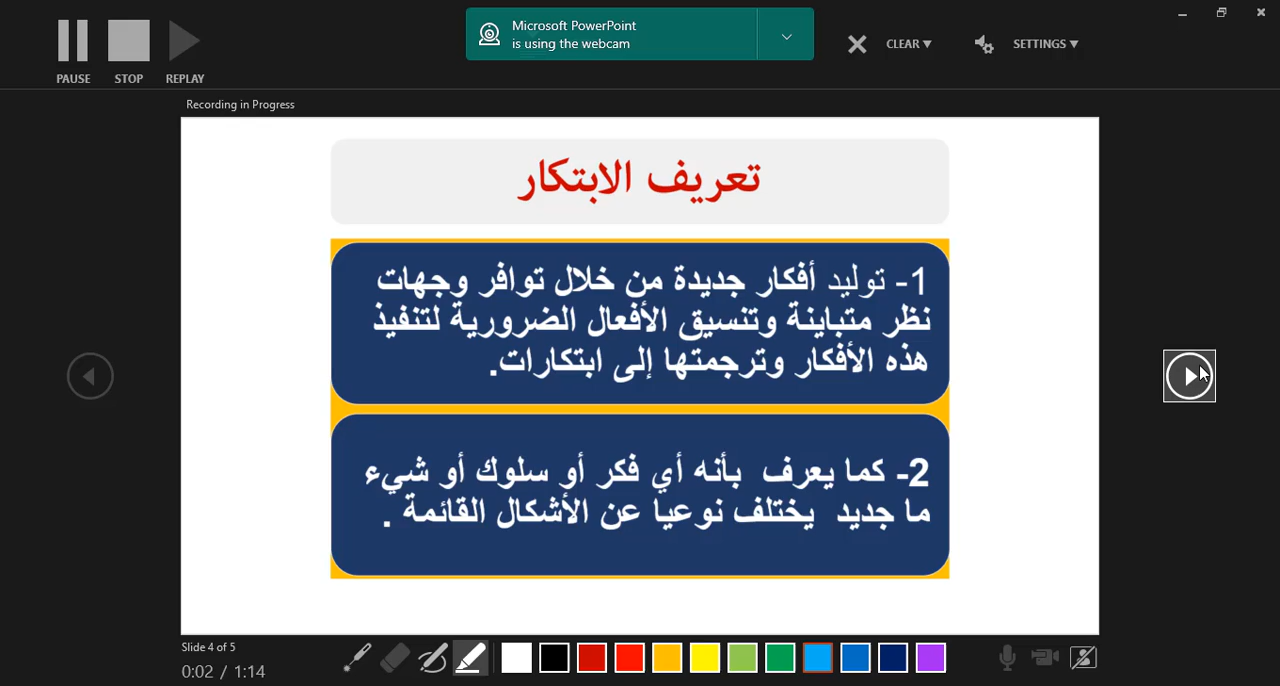 Microsoft PowerPoint
is using the webcam
CLEAR
SETTINGS
PAUSE
STOP
REPLAY
Recording in Progress
تعريف الابتكار
1- توليد أفكار جديدة من خلال توافر وجهات
نظر متباينة وتنسيق الأفعال الضرورية لتنفيذ
هذه الأفكار وترجمتها إلى ابتكارات.
2- كما يعرف بأنه أي فكر أو سلوك أو شيء
ما جديد يختلف نوعيا عن الأشكال القائمة .
Slide 4 of 5
0:02 / 1:14